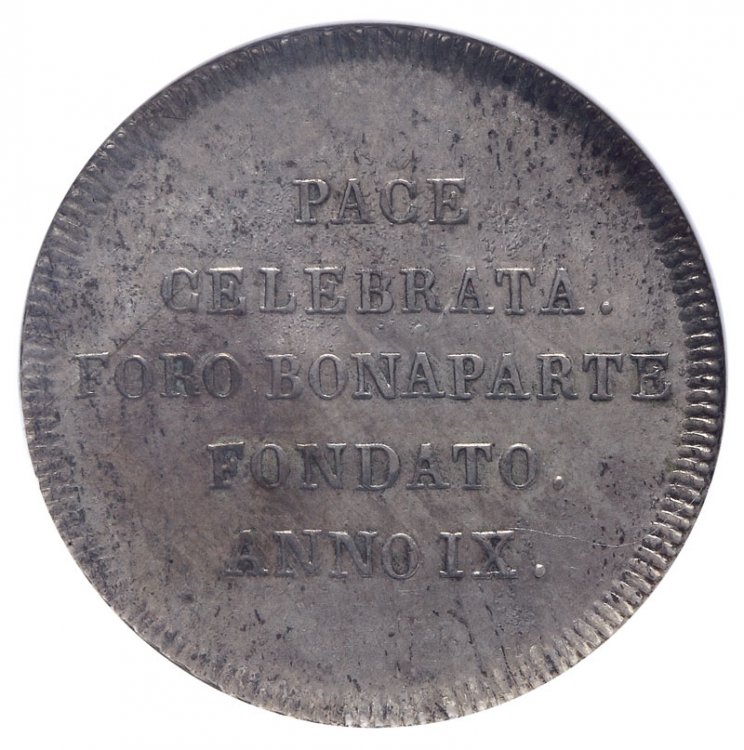 PACE
CELEBRATA.
FORO BONAPARTE
FONDATO.
ANNO IX.